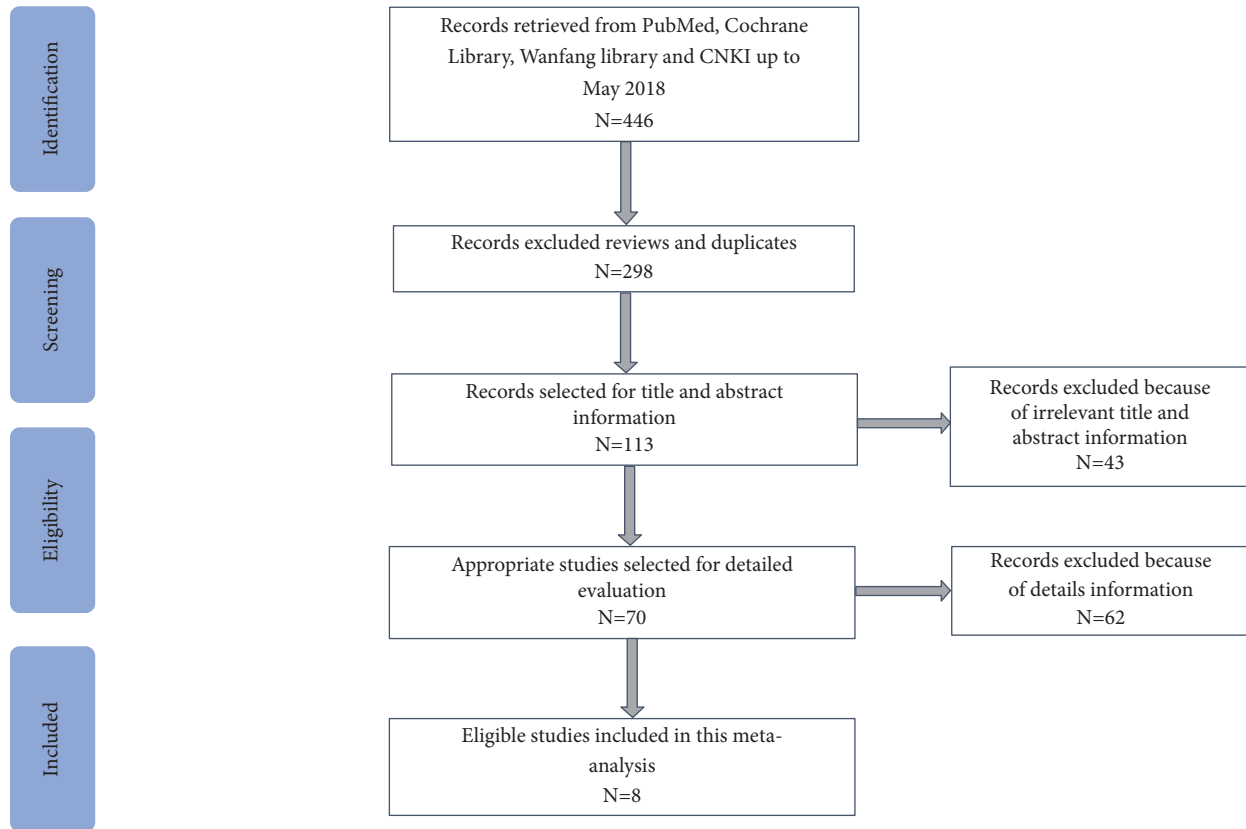 Identification
Records retrieved from PubMed, Cochrane
Library, Wanfang library and CNKI up to
May 2018
N=446
Screening
Records excluded reviews and duplicates
N=298
Records selected for title and abstract
information
N=113
Records excluded because
of irrelevant title and
abstract information
N=43
Eligibility
Appropriate studies selected for detailed
evaluation
N=70
Records excluded because
of details information
N=62
Included
Eligible studies included in this meta-
analysis
N=8